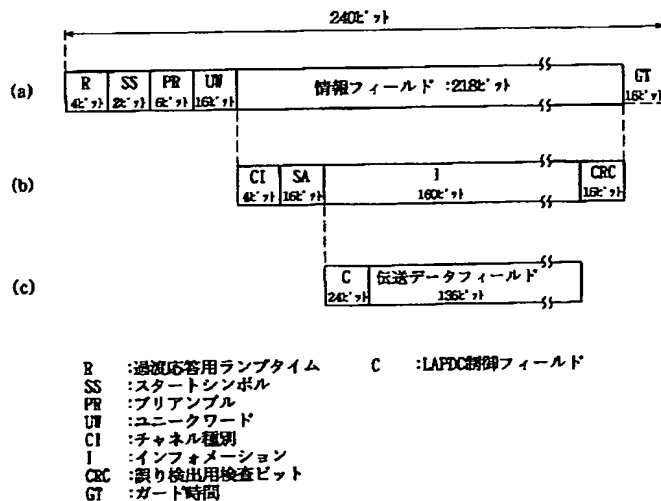 240ﾋﾞｯﾄ
(a)
R SS PR UW 情報フィールド :218ﾋﾞｯﾄ GT
4ﾋﾞｯﾄ 2ﾋﾞｯﾄ 6ﾋﾞｯﾄ 16ﾋﾞｯﾄ 16ﾋﾞｯﾄ
(b)
CI SA I CRC
4ﾋﾞｯﾄ 16ﾋﾞｯﾄ 160ﾋﾞｯﾄ 16ﾋﾞｯﾄ
(c)
C 伝送データフィールド
24ﾋﾞｯﾄ 136ﾋﾞｯﾄ
R :過渡応答用ランプタイム C :LAPDC制御フィールド
SS :スタートシンボル
PR :プリアンブル
UW :ユニークワード
CI :チャネル種別
I :インフォメーション
CRC :誤り検出用検査ビット
GT :ガード時間